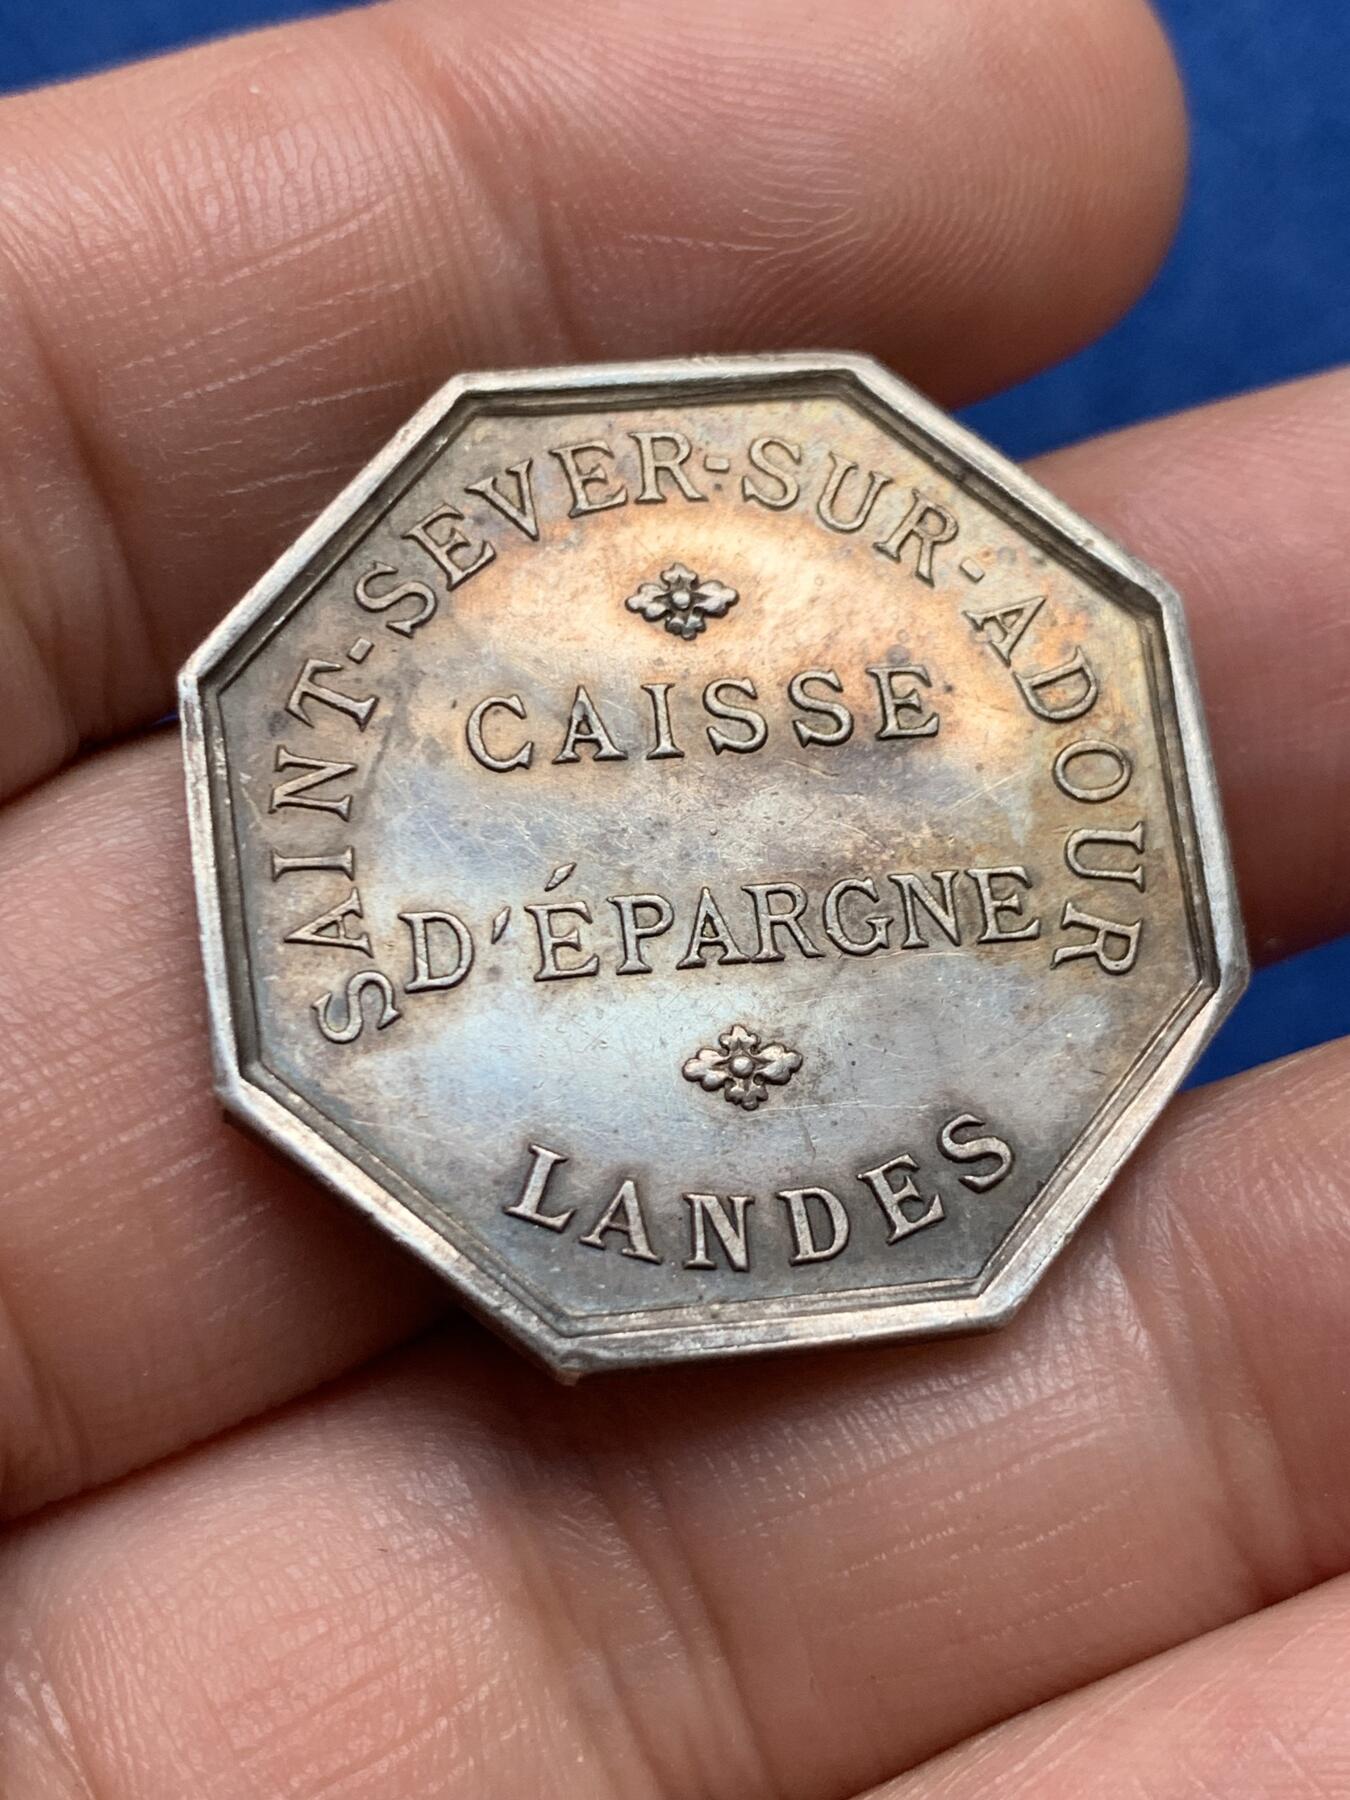 SAINT-SEVER-SUR-ADOUR
CAISSE
D'ÉPARGNE
LANDES